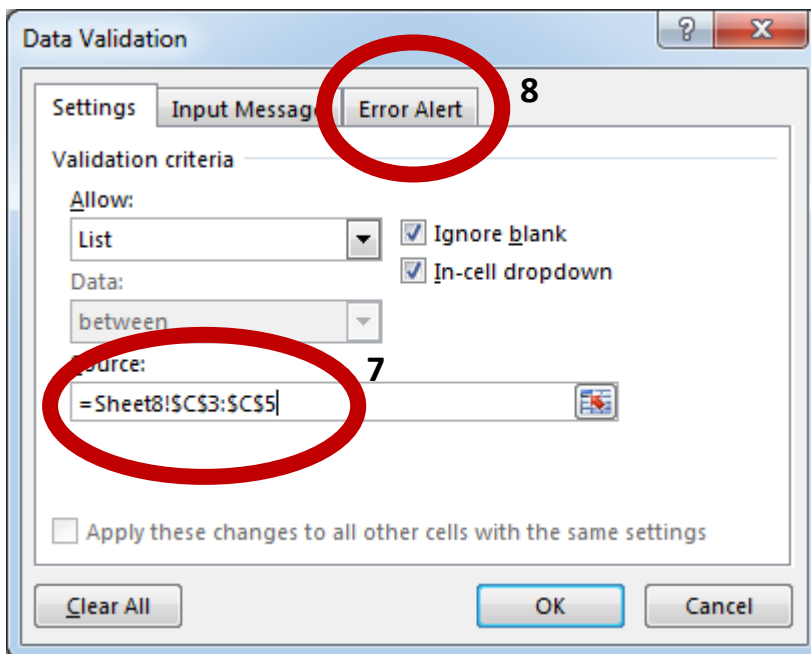 Data Validation
Settings Input Message Error Alert 8
Validation criteria
Allow:
List
Ignore blank
In-cell dropdown
Data:
between
Source: 7
=Sheet8!$C$3:$C$5
Apply these changes to all other cells with the same settings
Clear All OK Cancel